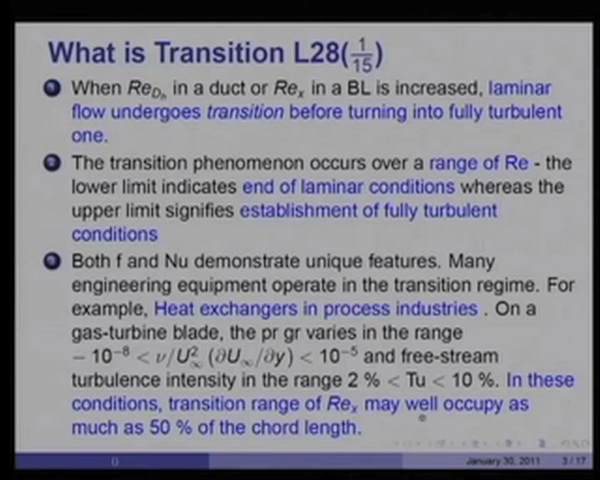 What is Transition L28(1/15)
1 When Re_{D_h} in a duct or Re_x in a BL is increased, laminar
flow undergoes transition before turning into fully turbulent
one.
2 The transition phenomenon occurs over a range of Re - the
lower limit indicates end of laminar conditions whereas the
upper limit signifies establishment of fully turbulent
conditions
3 Both f and Nu demonstrate unique features. Many
engineering equipment operate in the transition regime. For
example, Heat exchangers in process industries . On a
gas-turbine blade, the pr gr varies in the range
− 10^{-8} < ν/U_∞^2 (∂U_∞/∂y) < 10^{-5} and free-stream
turbulence intensity in the range 2 % < Tu < 10 %. In these
conditions, transition range of Re_x may well occupy as
much as 50 % of the chord length.
() January 30, 2011 3 / 17